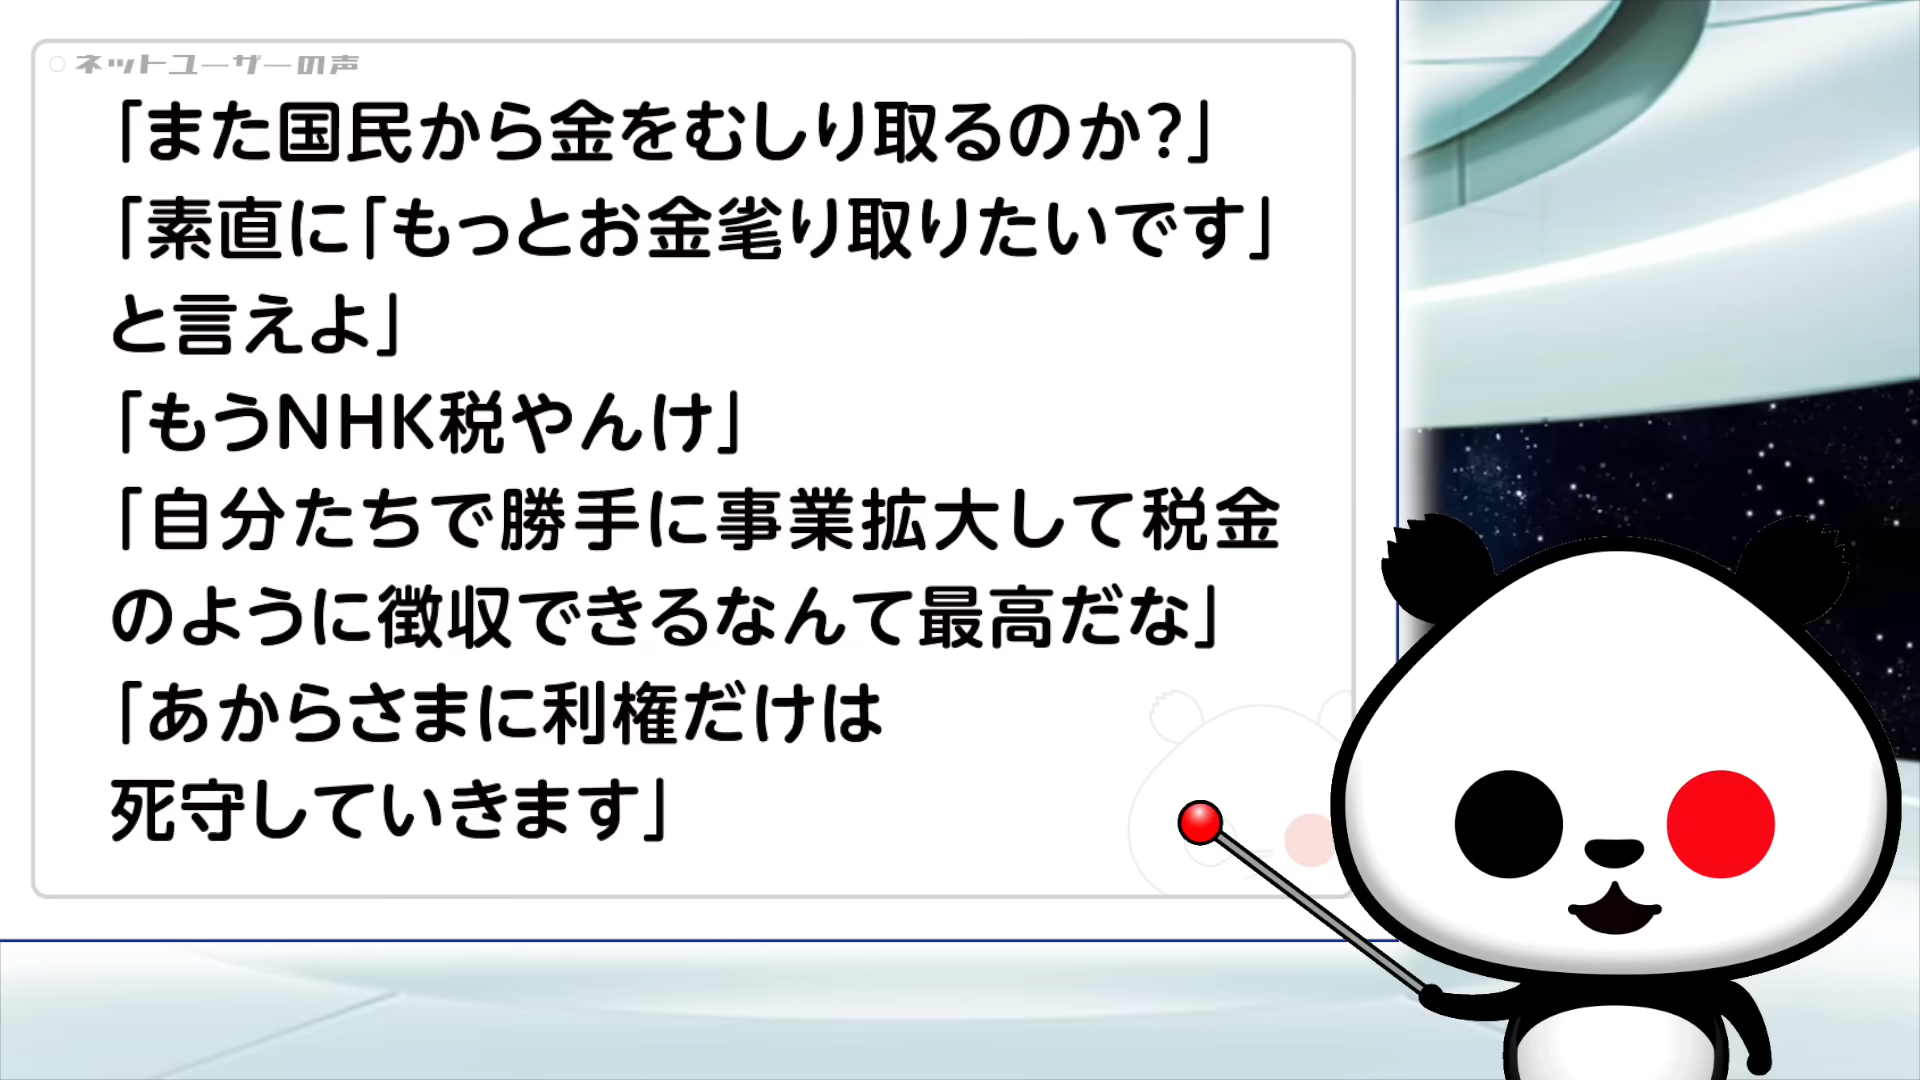 ネットユーザーの声
「また国民から金をむしり取るのか?」
「素直に「もっとお金毟り取りたいです」
と言えよ」
「もうNHK税やんけ」
「自分たちで勝手に事業拡大して税金
のように徴収できるなんて最高だな」
「あからさまに利権だけは
死守していきます」